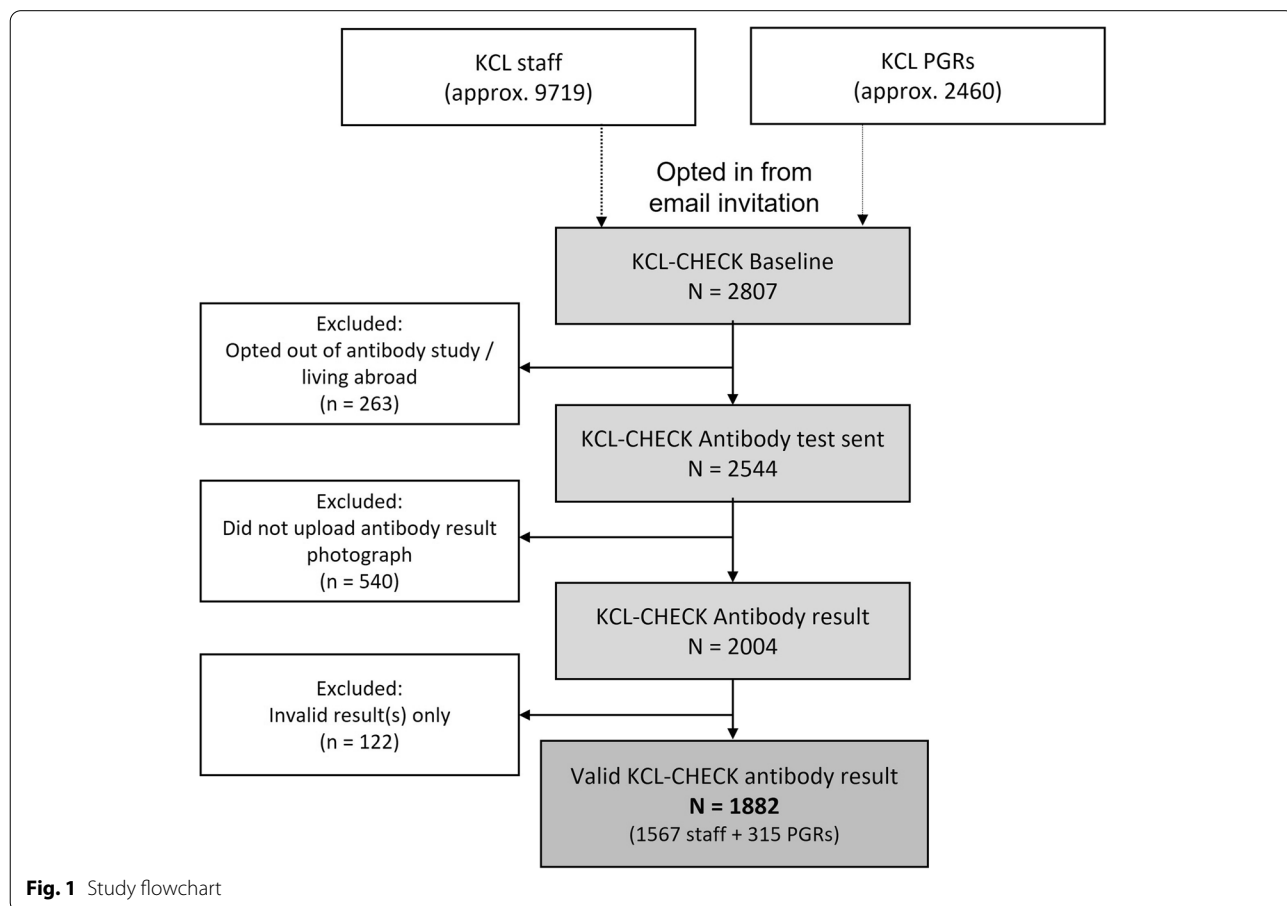 KCL staff
(approx. 9719)
KCL PGRs
(approx. 2460)
Opted in from
email invitation
KCL-CHECK Baseline
N = 2807
Excluded:
Opted out of antibody study /
living abroad
(n = 263)
KCL-CHECK Antibody test sent
N = 2544
Excluded:
Did not upload antibody result
photograph
(n = 540)
KCL-CHECK Antibody result
N = 2004
Excluded:
Invalid result(s) only
(n = 122)
Valid KCL-CHECK antibody result
N = 1882
(1567 staff + 315 PGRs)
Fig. 1 Study flowchart